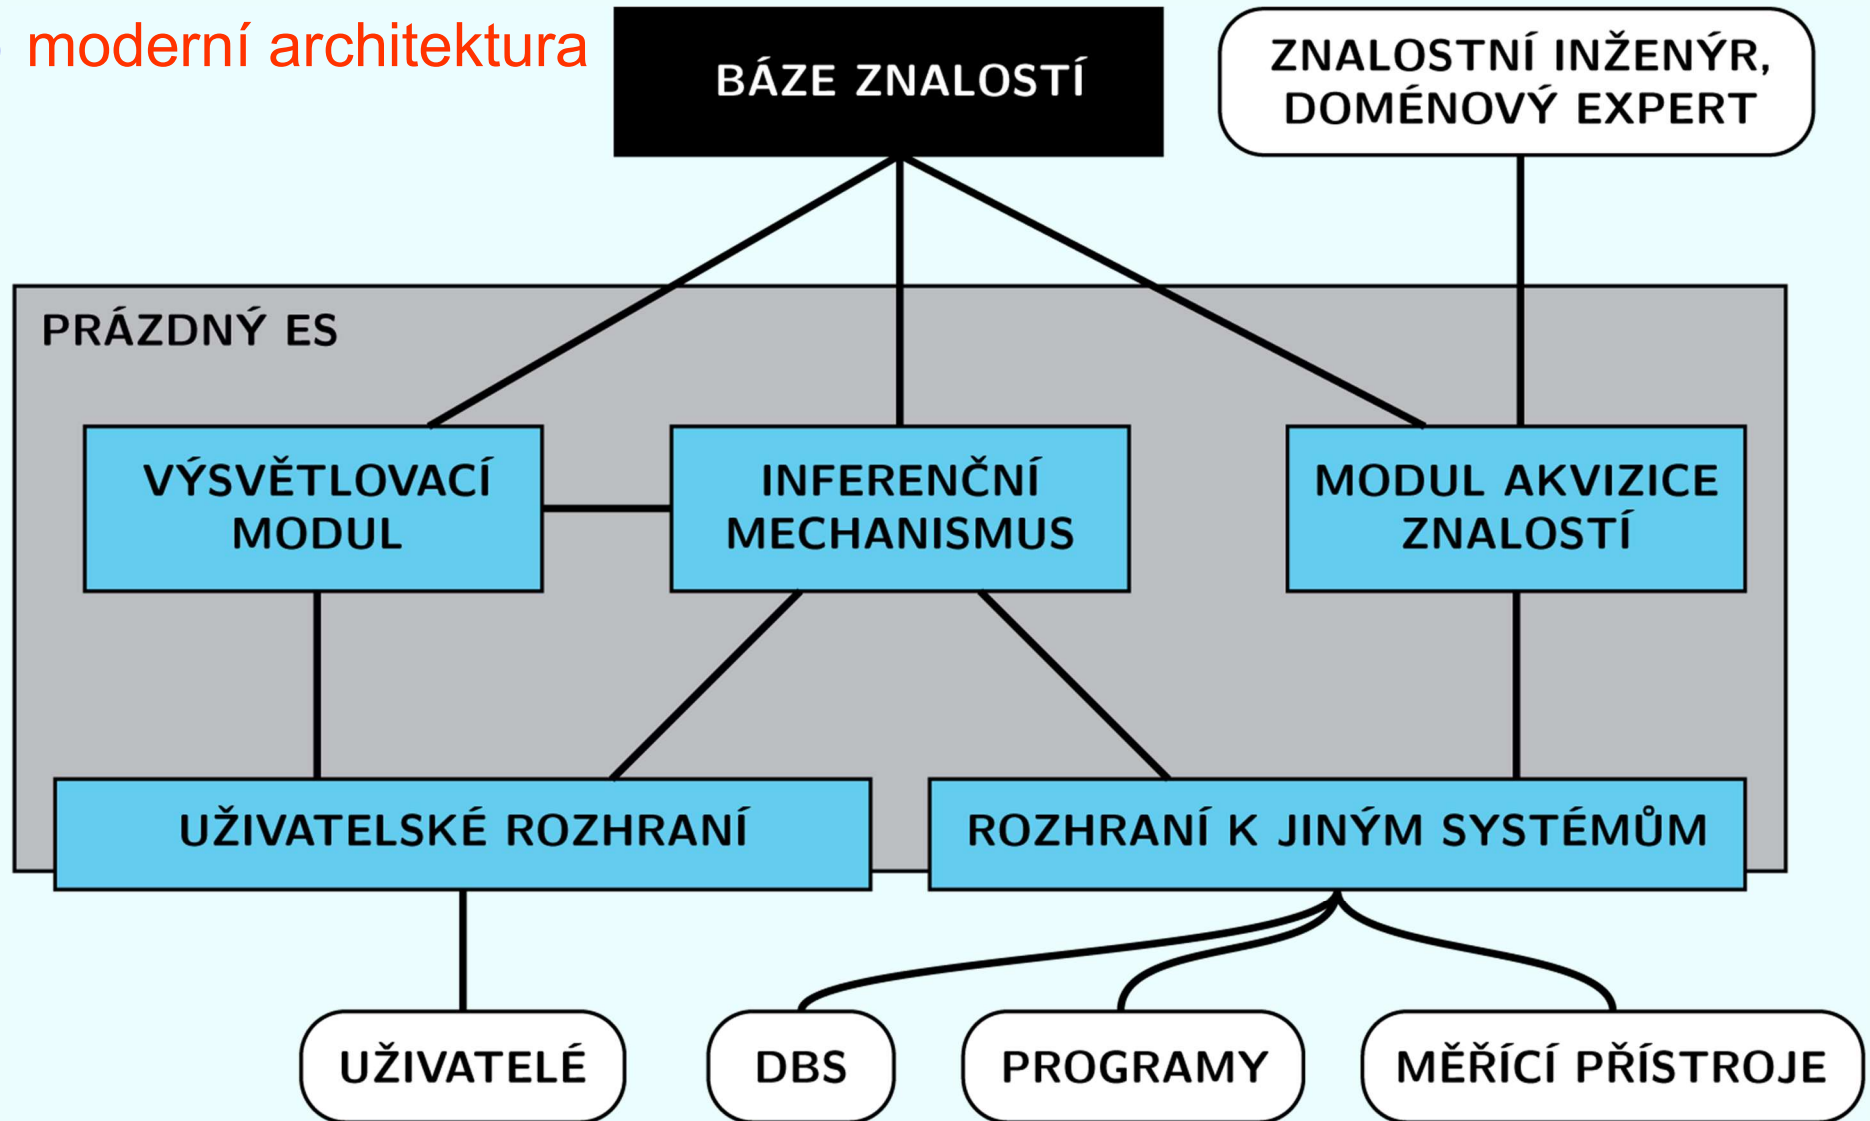 moderní architektura
BÁZE ZNALOSTÍ
ZNALOSTNÍ INŽENÝR,
DOMÉNOVÝ EXPERT
PRÁZDNÝ ES
VÝSVĚTLOVACÍ
MODUL
INFERENČNÍ
MECHANISMUS
MODUL AKVIZICE
ZNALOSTÍ
UŽIVATELSKÉ ROZHRANÍ
ROZHRANÍ K JINÝM SYSTÉMŮM
UŽIVATELÉ
DBS
PROGRAMY
MĚŘÍCÍ PŘÍSTROJE